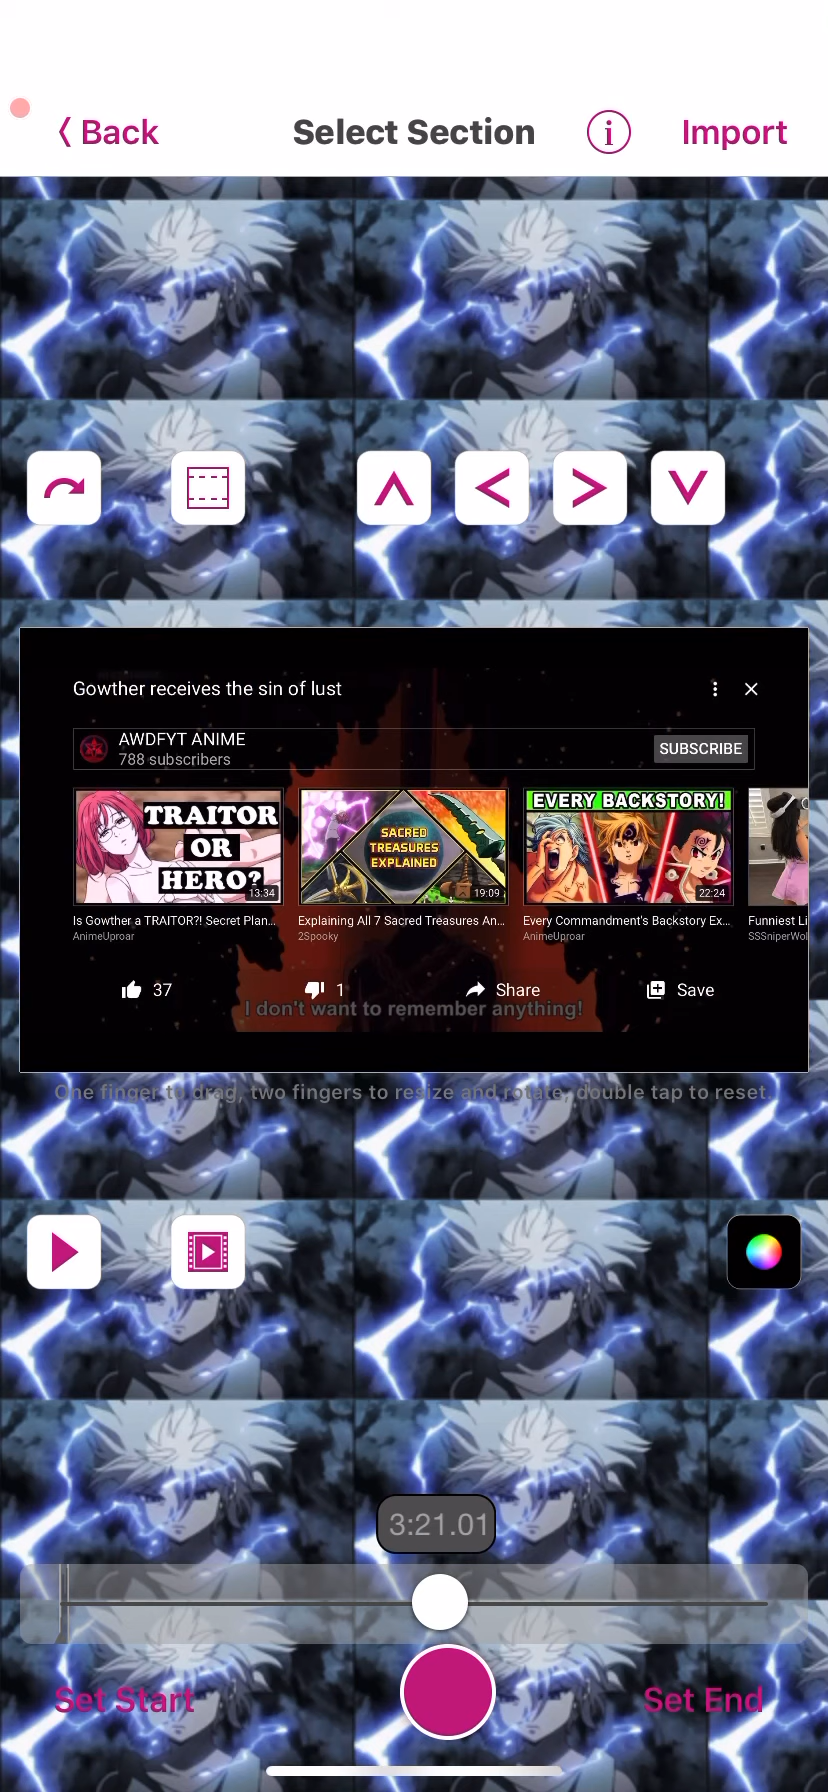 Back
Select Section
i
Import
Gowther receives the sin of lust
AWDFYT ANIME
788 subscribers
SUBSCRIBE
TRAITOR
OR
HERO?
13:34
SACRED
TREASURES
EXPLAINED
19:09
EVERY BACKSTORY!
22:24
Is Gowther a TRAITOR?! Secret Plan...
AnimeUproar
Explaining All 7 Sacred Treasures An...
2Spooky
Every Commandment's Backstory Ex...
AnimeUproar
Funniest Li
SSSniperWol
37
1
Share
Save
I don't want to remember anything!
One finger to drag, two fingers to resize and rotate, double tap to reset.
3:21.01
Set Start
Set End